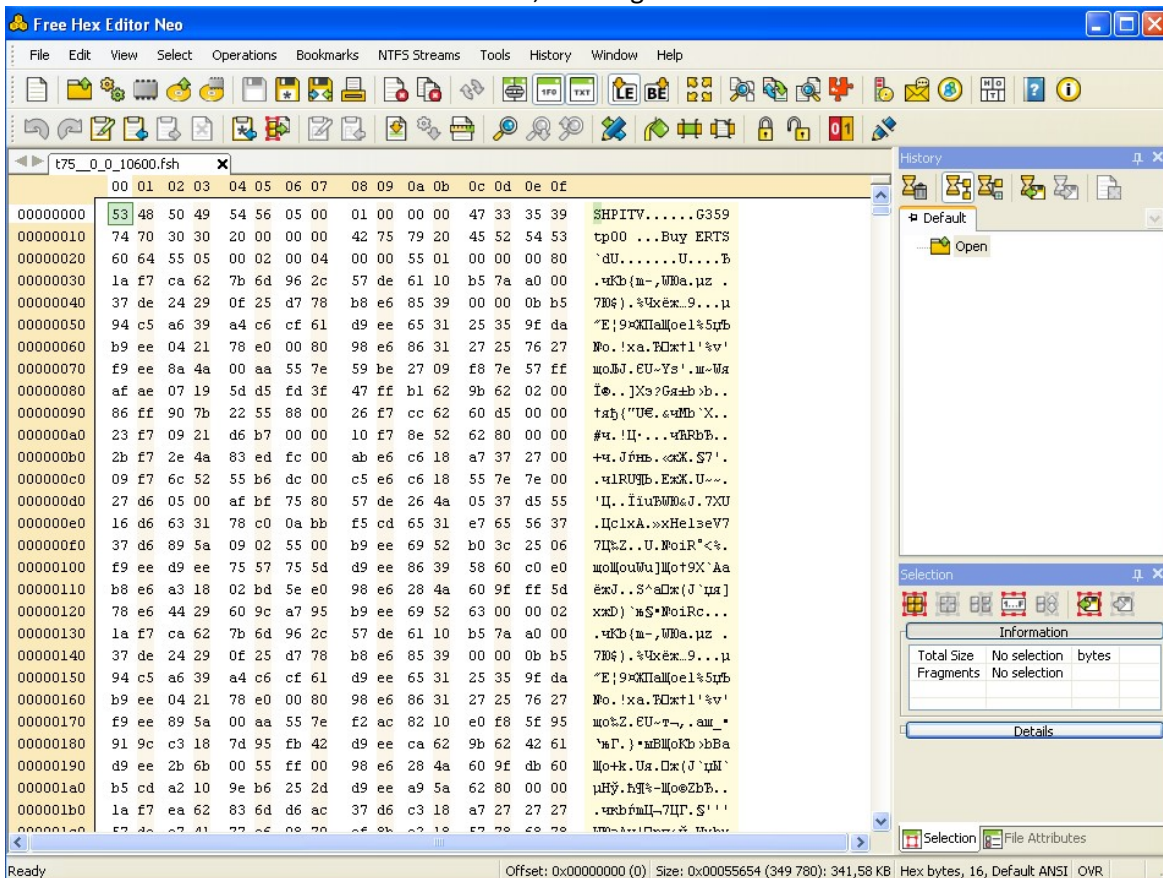 Free Hex Editor Neo
File Edit View Select Operations Bookmarks NTFS Streams Tools History Window Help
t75__0_0_10600.fsh
00 01 02 03 04 05 06 07 08 09 0a 0b 0c 0d 0e 0f
00000000 53 48 50 49 54 56 05 00 01 00 00 00 47 33 35 39 SHPITV......G359
00000010 74 70 30 30 20 00 00 00 42 75 79 20 45 52 54 53 tp00 ...Buy ERTS
00000020 60 64 55 05 00 02 00 04 00 00 55 01 00 00 00 80 `dU.......U....Ђ
00000030 1a f7 ca 62 7b 6d 96 2c 57 de 61 10 b5 7a a0 00
00000040 37 de 24 29 0f 25 d7 78 b8 e6 85 39 00 00 0b b5
00000050 94 c5 a6 39 a4 c6 cf 61 d9 ee 65 31 25 35 9f da
00000060 b9 ee 04 21 78 e0 00 80 98 e6 86 31 27 25 76 27
00000070 f9 ee 8a 4a 00 aa 55 7e 59 be 27 09 f8 7e 57 ff
00000080 af ae 07 19 5d d5 fd 3f 47 ff b1 62 9b 62 02 00
00000090 86 ff 90 7b 22 55 88 00 26 f7 cc 62 60 d5 00 00
000000a0 23 f7 09 21 d6 b7 00 00 10 f7 8e 52 62 80 00 00
000000b0 2b f7 2e 4a 83 ed fc 00 ab e6 c6 18 a7 37 27 00
000000c0 09 f7 6c 52 55 b6 dc 00 c5 e6 c6 18 55 7e 7e 00
000000d0 27 d6 05 00 af bf 75 80 57 de 26 4a 05 37 d5 55
000000e0 16 d6 63 31 78 c0 0a bb f5 cd 65 31 e7 65 56 37
000000f0 37 d6 89 5a 09 02 55 00 b9 ee 69 52 b0 3c 25 06
00000100 f9 ee d9 ee 75 57 75 5d d9 ee 86 39 58 60 c0 e0
00000110 b8 e6 a3 18 02 bd 5e e0 98 e6 28 4a 60 9f ff 5d
00000120 78 e6 44 29 60 9c a7 95 b9 ee 69 52 63 00 00 02
00000130 1a f7 ca 62 7b 6d 96 2c 57 de 61 10 b5 7a a0 00
00000140 37 de 24 29 0f 25 d7 78 b8 e6 85 39 00 00 0b b5
00000150 94 c5 a6 39 a4 c6 cf 61 d9 ee 65 31 25 35 9f da
00000160 b9 ee 04 21 78 e0 00 80 98 e6 86 31 27 25 76 27
00000170 f9 ee 89 5a 00 aa 55 7e f2 ac 82 10 e0 f8 5f 95
00000180 91 9c c3 18 7d 95 fb 42 d9 ee ca 62 9b 62 42 61
00000190 d9 ee 2b 6b 00 55 ff 00 98 e6 28 4a 60 9f db 60
000001a0 b5 cd a2 10 9e b6 25 2d d9 ee a9 5a 62 80 00 00
000001b0 1a f7 ea 62 83 6d d6 ac 37 d6 c3 18 a7 27 27 27
History
Default
Open
Selection
Information
Total Size No selection bytes
Fragments No selection
Details
Selection File Attributes
Ready Offset: 0x00000000 (0) Size: 0x00055654 (349 780): 341,58 KB Hex bytes, 16, Default ANSI OVR